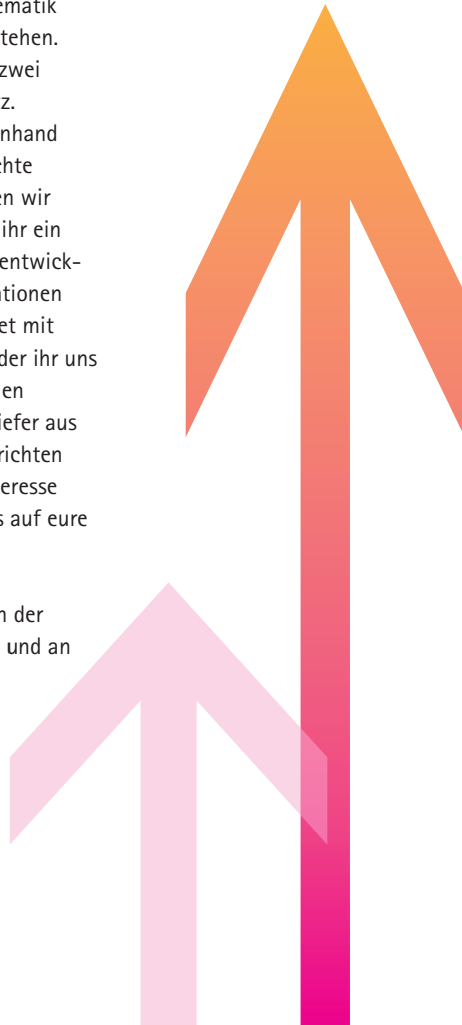 ematik
tehen.
zwei
z.
nhand
chte
en wir
ihr ein
entwick-
ationen
et mit
der ihr uns
en
iefer aus
richten
eresse
s auf eure
n der
und an